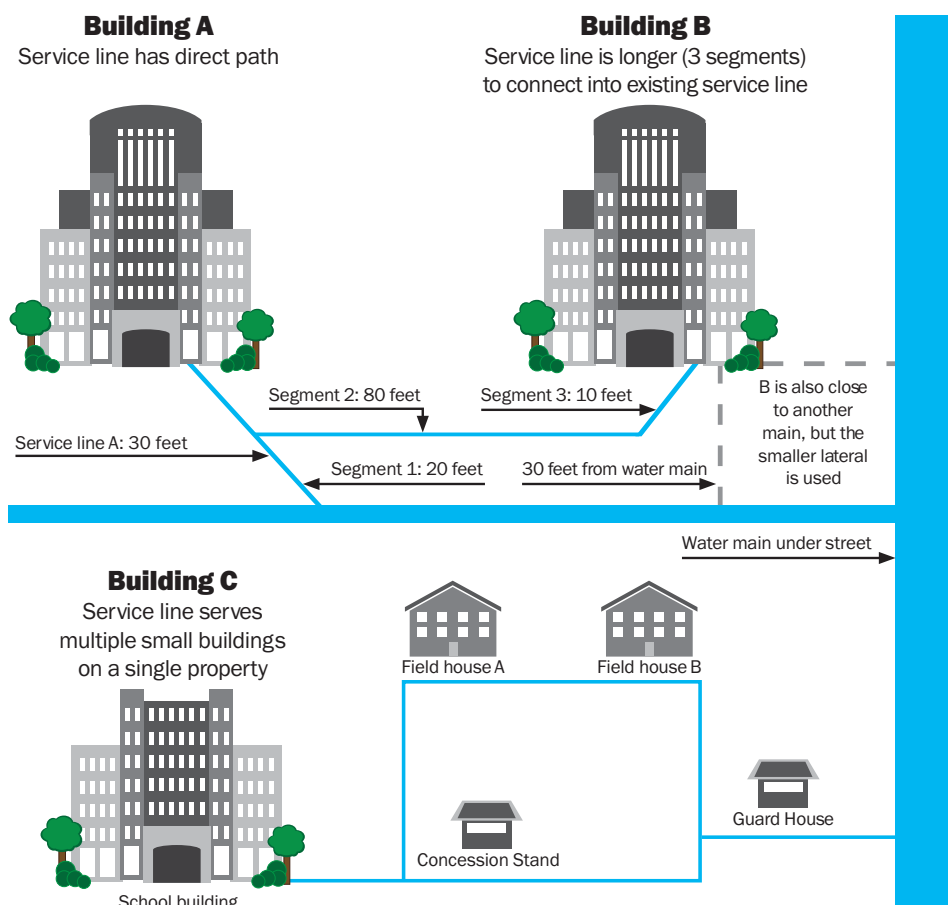 Building A
Service line has direct path
Building B
Service line is longer (3 segments)
to connect into existing service line
Segment 2: 80 feet
Segment 3: 10 feet
B is also close
to another
main, but the
smaller lateral
is used
Service line A: 30 feet
Segment 1: 20 feet
30 feet from water main
Water main under street
Building C
Service line serves
multiple small buildings
on a single property
Field house A
Field house B
Guard House
Concession Stand
School building